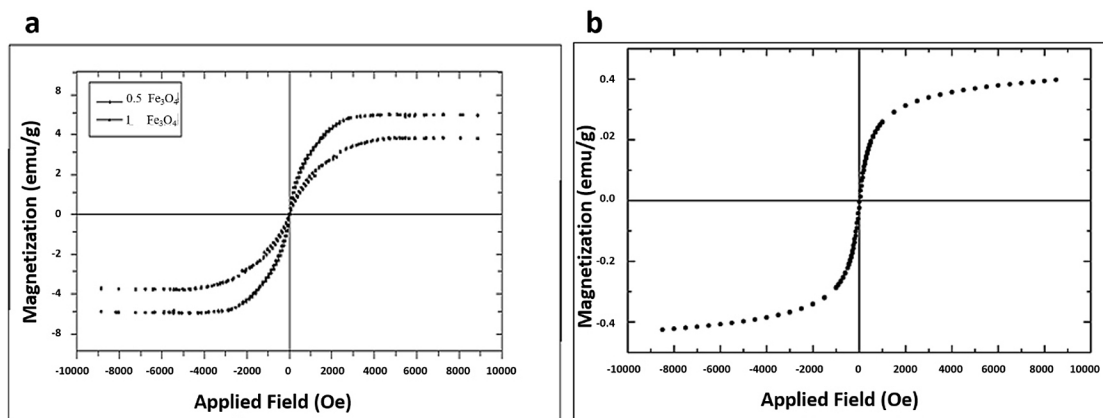 a
8
6
4
2
0
-2
-4
-8
0.5 Fe₃O₄
1 Fe₃O₄
-10000 -8000 -6000 -4000 -2000 0 2000 4000 6000 8000 10000
Magnetization (emu/g)
Applied Field (Oe)
b
0.4
.02
0.0
-0.2
-0.4
-10000 -8000 -6000 -4000 -2000 0 2000 4000 6000 8000 10000
Magnetization (emu/g)
Applied Field (Oe)